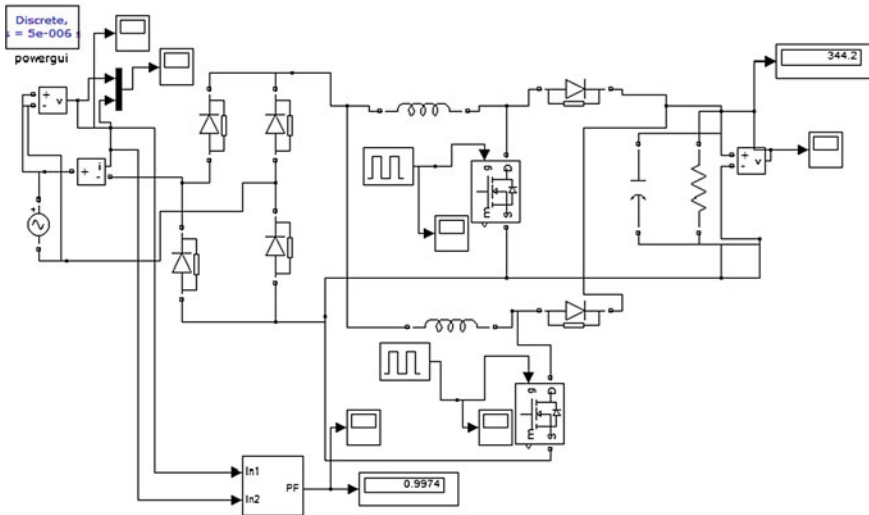 Discrete,
s = 5e-006 s
powergui
344.2
+
-
v
+
-
i
+
g
D
m
S
+
-
v
g
D
m
S
In1
In2
PF
0.9974